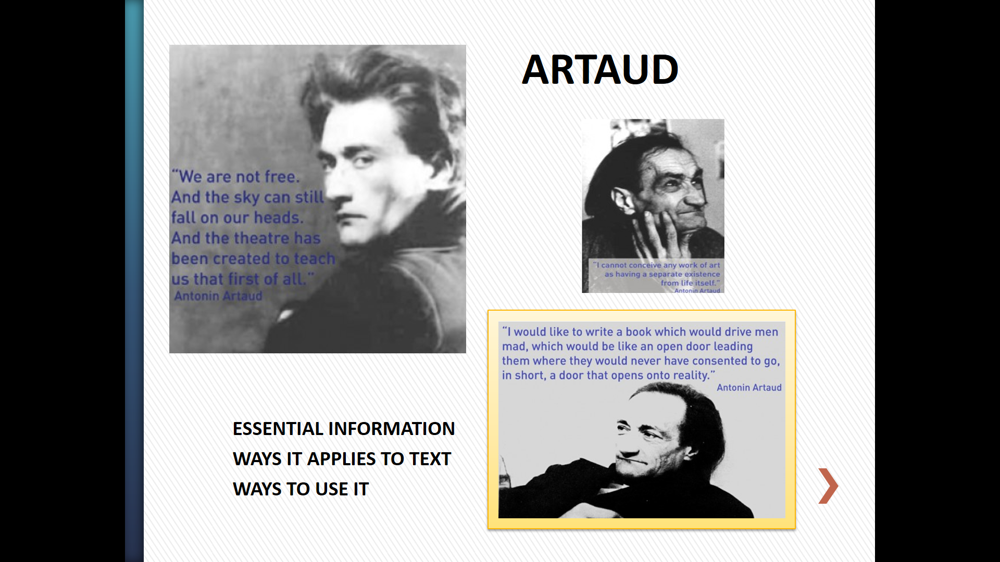 ARTAUD
“We are not free.
And the sky can still
fall on our heads.
And the theatre has
been created to teach
us that first of all.”
Antonin Artaud
“I cannot conceive any work of art
as having a separate existence
from life itself.”
Antonin Artaud
“I would like to write a book which would drive men
mad, which would be like an open door leading
them where they would never have consented to go,
in short, a door that opens onto reality.”
Antonin Artaud
ESSENTIAL INFORMATION
WAYS IT APPLIES TO TEXT
WAYS TO USE IT